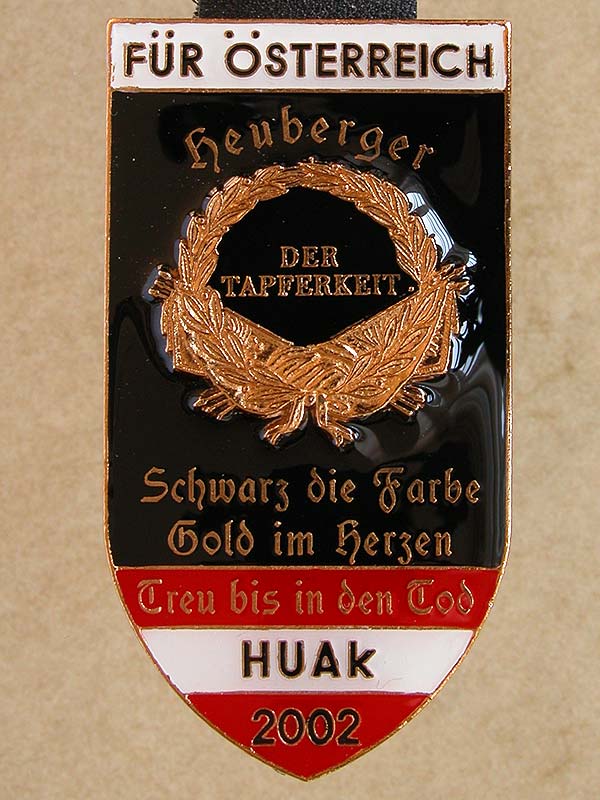 FÜR ÖSTERREICH
Heuberger
DER
TAPFERKEIT.
Schwarz die Farbe
Gold im Herzen
Treu bis in den Tod
HUAk
2002